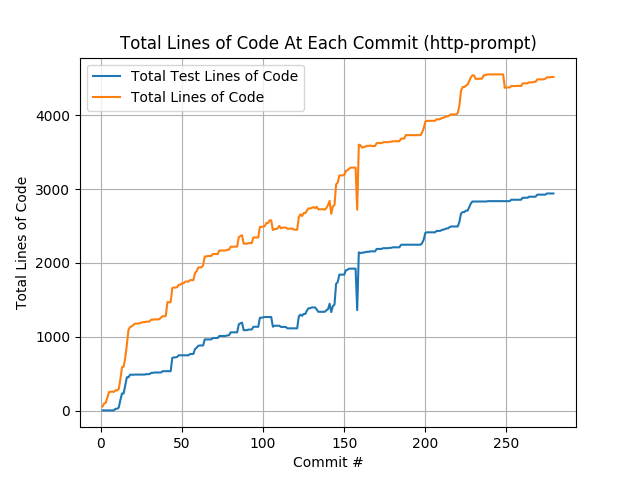 Total Lines of Code At Each Commit (http-prompt)
Total Test Lines of Code
Total Lines of Code
Total Lines of Code
4000
3000
2000
1000
0
0 50 100 150 200 250
Commit #